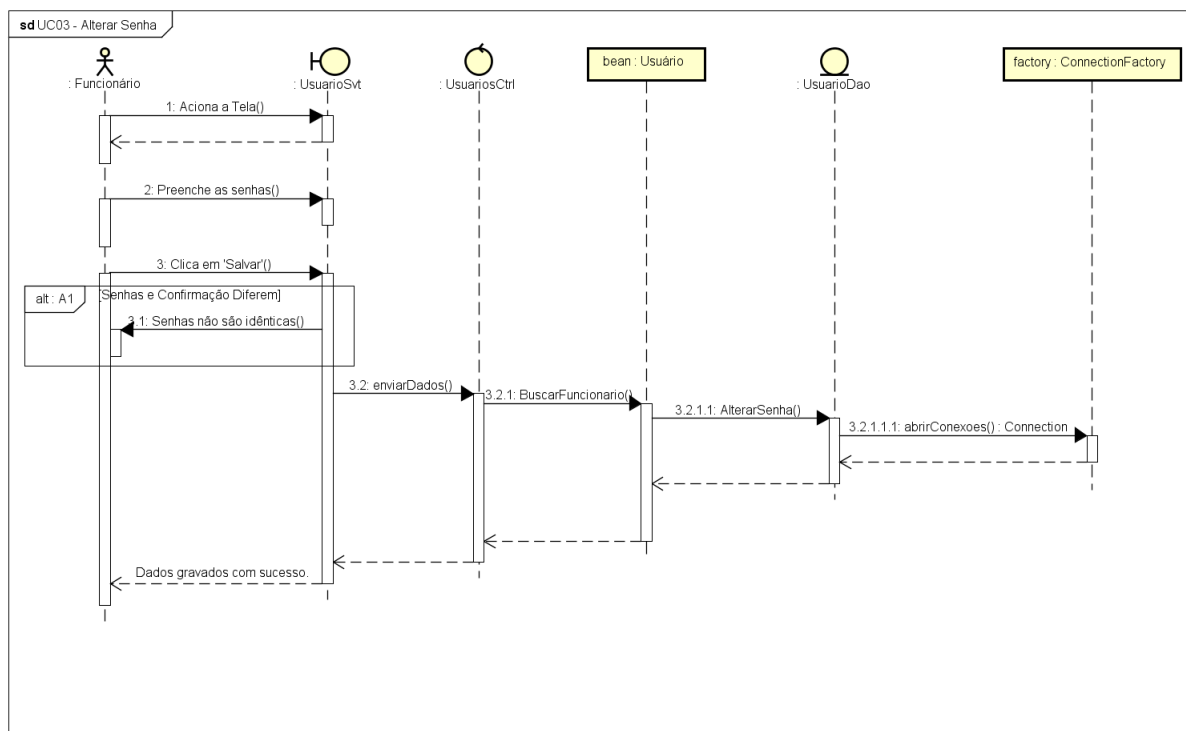 sd UC03 - Alterar Senha
: Funcionário
: UsuarioSvt
: UsuariosCtrl
bean : Usuário
: UsuarioDao
factory : ConnectionFactory
1: Aciona a Tela()
2: Preenche as senhas()
3: Clica em 'Salvar'()
alt : A1
[Senhas e Confirmação Diferem]
3.1: Senhas não são idênticas()
3.2: enviarDados()
3.2.1: BuscarFuncionario()
3.2.1.1: AlterarSenha()
3.2.1.1.1: abrirConexoes() : Connection
Dados gravados com sucesso.